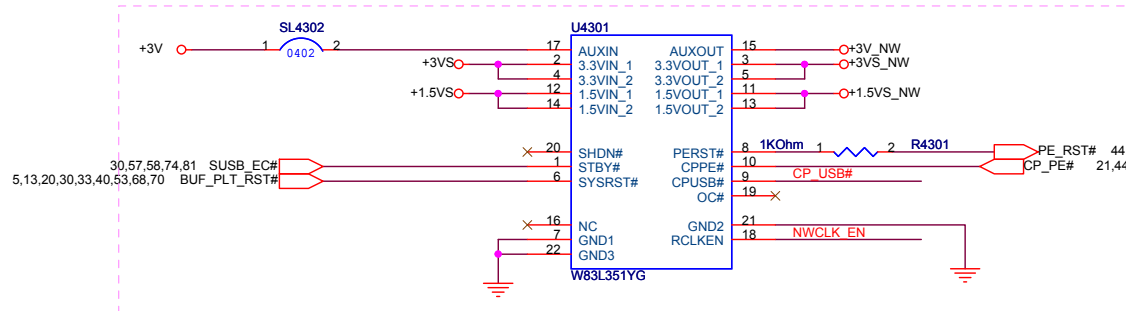 SL4302
U4301
+3V
1
2
0402
17
AUXIN
AUXOUT
15
+3V_NW
+3VS
2
3.3VIN_1
3.3VOUT_1
3
+3VS_NW
4
3.3VIN_2
3.3VOUT_2
5
+1.5VS
12
1.5VIN_1
1.5VOUT_1
11
+1.5VS_NW
14
1.5VIN_2
1.5VOUT_2
13
20
SHDN#
PERST#
8
1KOhm
1
2
R4301
PE_RST# 44
30,57,58,74,81 SUSB_EC#
1
STBY#
CPPE#
10
CP_PE# 21,44
5,13,20,30,33,40,53,68,70 BUF_PLT_RST#
6
SYSRST#
CPUSB#
9
CP_USB#
OC#
19
16
NC
GND2
21
7
GND1
RCLKEN
18
NWCLK_EN
22
GND3
W83L351YG